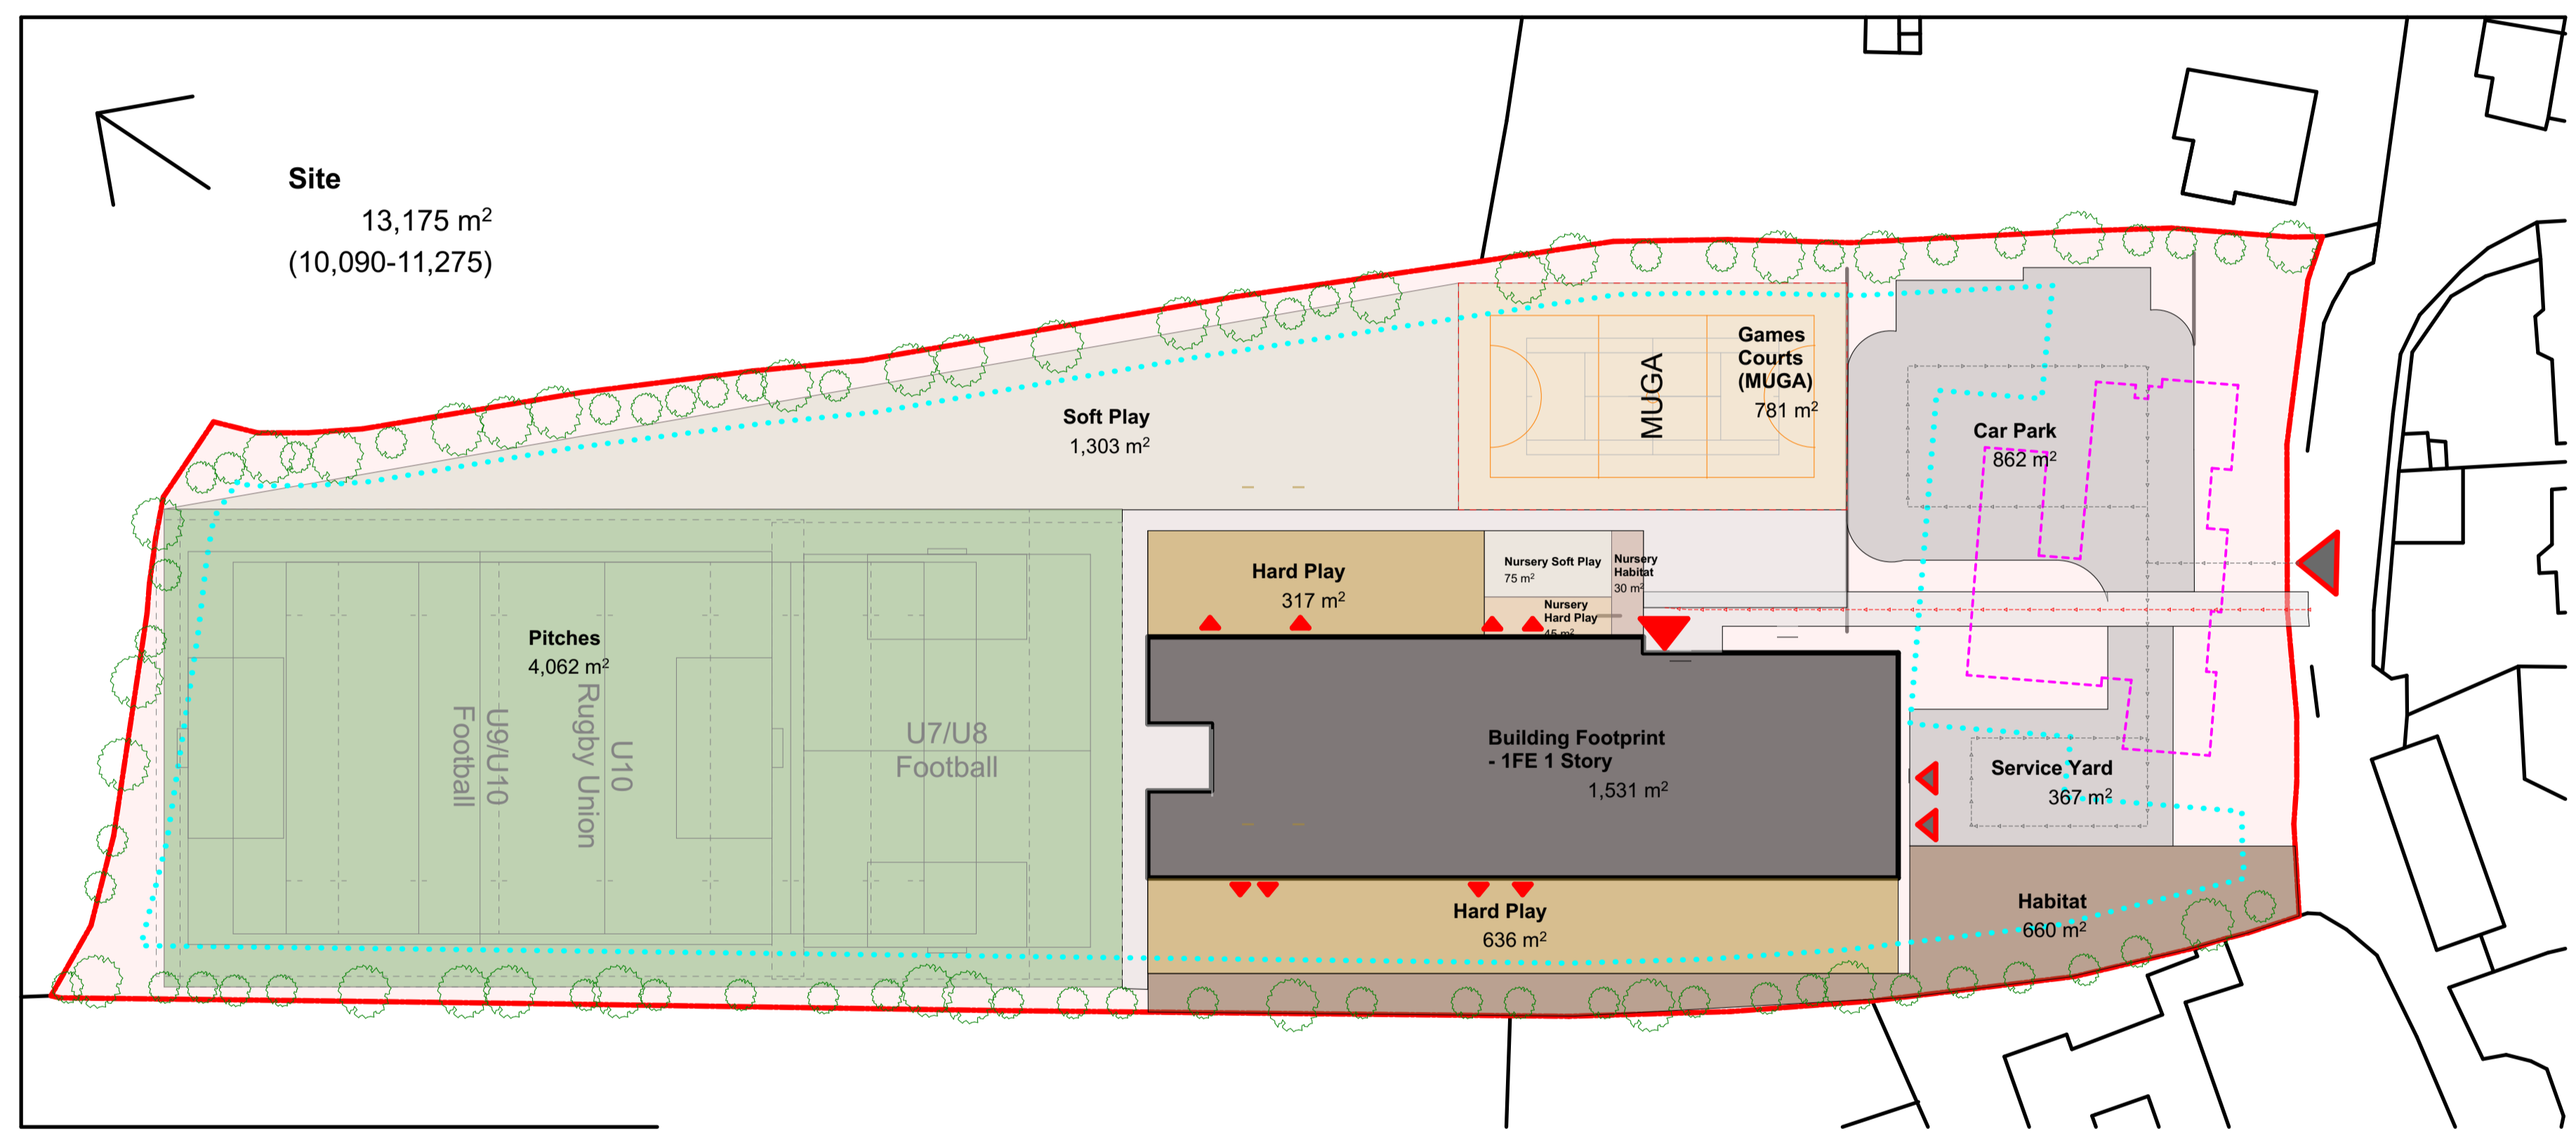 Site
13,175 m²
(10,090-11,275)
Games
Courts
(MUGA)
781 m²
MUGA
Soft Play
1,303 m²
Car Park
862 m²
Hard Play
317 m²
Nursery Soft Play
75 m²
Nursery
Habitat
30 m²
Nursery
Hard Play
45 m²
Pitches
4,062 m²
U9/U10
Football
U10
Rugby Union
U7/U8
Football
Building Footprint
- 1FE 1 Story
1,531 m²
Service Yard
367 m²
Hard Play
636 m²
Habitat
660 m²